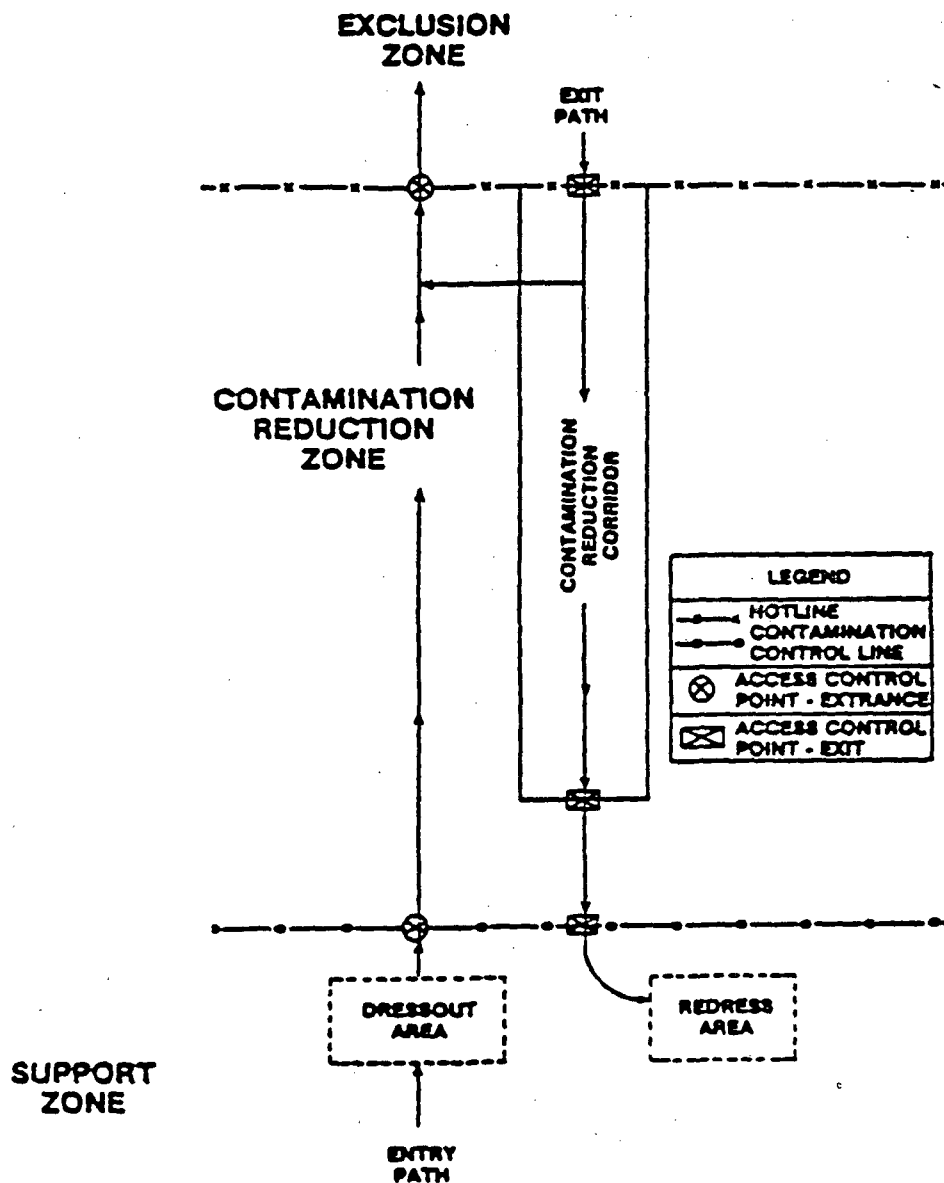 EXCLUSION
ZONE
EXIT
PATH
CONTAMINATION
REDUCTION
ZONE
CONTAMINATION
REDUCTION
CORRIDOR
LEGEND
HOTLINE
CONTAMINATION
CONTROL LINE
ACCESS CONTROL
POINT - EXTRANCE
ACCESS CONTROL
POINT - EXIT
DRESSOUT
AREA
REDRESS
AREA
SUPPORT
ZONE
ENTRY
PATH